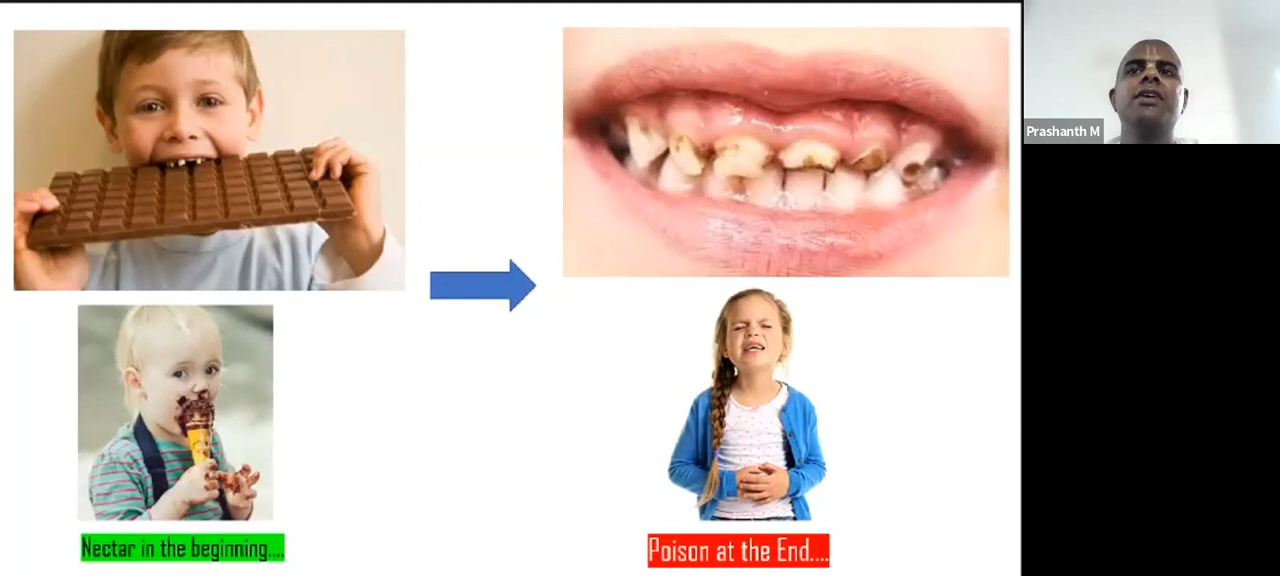 Prashanth M
Nectar in the beginning....
Poison at the End....